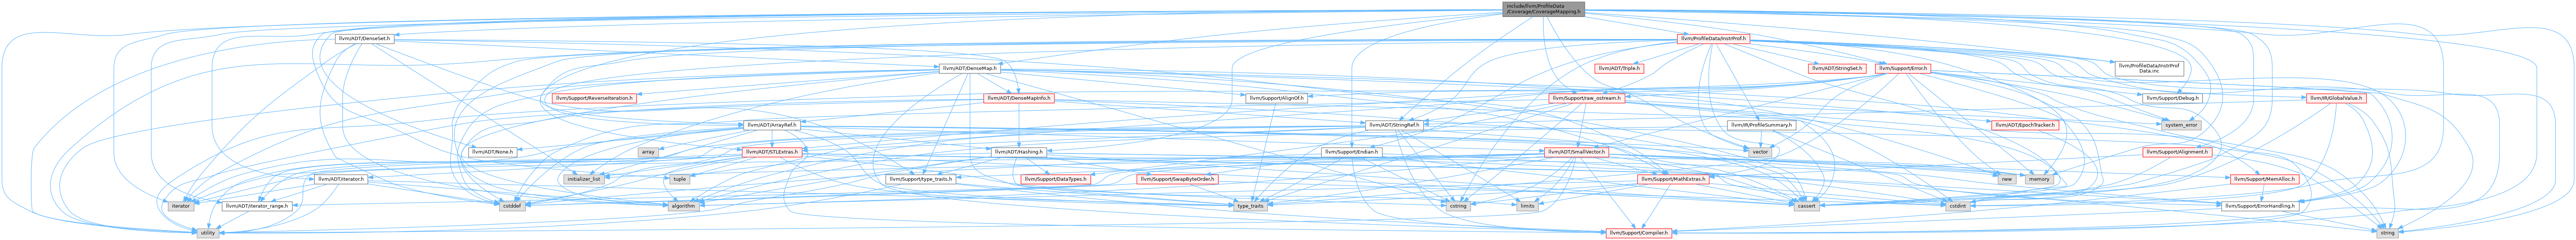 include/llvm/ProfileData
/Coverage/CoverageMapping.h
llvm/ADT/DenseSet.h
llvm/ProfileData/InstrProf.h
llvm/ADT/DenseMap.h
llvm/ADT/Triple.h
llvm/ADT/StringSet.h
llvm/Support/Error.h
llvm/ProfileData/InstrProf
Data.inc
llvm/Support/ReverseIteration.h
llvm/ADT/DenseMapInfo.h
llvm/Support/AlignOf.h
llvm/Support/raw_ostream.h
llvm/Support/Debug.h
llvm/IR/GlobalValue.h
llvm/ADT/ArrayRef.h
llvm/ADT/StringRef.h
llvm/IR/ProfileSummary.h
llvm/ADT/EpochTracker.h
system_error
llvm/ADT/None.h
array
llvm/ADT/STLExtras.h
llvm/ADT/Hashing.h
llvm/Support/Endian.h
llvm/ADT/SmallVector.h
vector
llvm/Support/Alignment.h
llvm/ADT/iterator.h
initializer_list
tuple
llvm/Support/type_traits.h
llvm/Support/DataTypes.h
llvm/Support/SwapByteOrder.h
llvm/Support/MathExtras.h
new
memory
llvm/Support/MemAlloc.h
iterator
llvm/ADT/iterator_range.h
cstddef
algorithm
type_traits
cstring
limits
cassert
cstdint
llvm/Support/ErrorHandling.h
utility
llvm/Support/Compiler.h
string